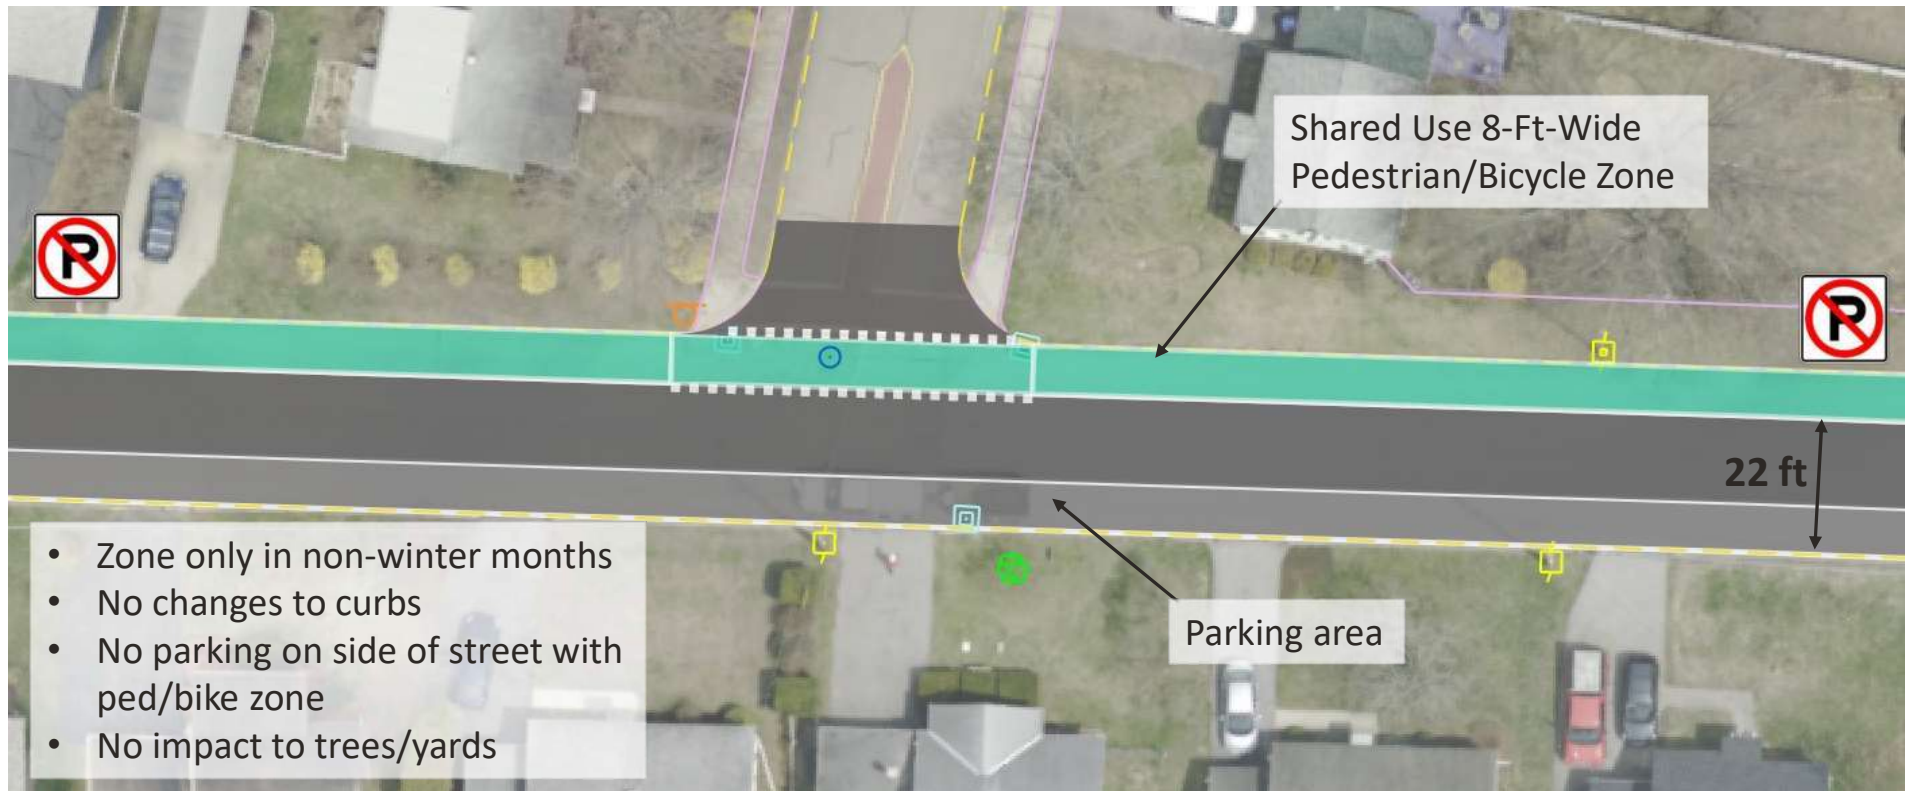 Shared Use 8-Ft-Wide
Pedestrian/Bicycle Zone
P
P
22 ft
• Zone only in non-winter months
• No changes to curbs
• No parking on side of street with
ped/bike zone
• No impact to trees/yards
Parking area